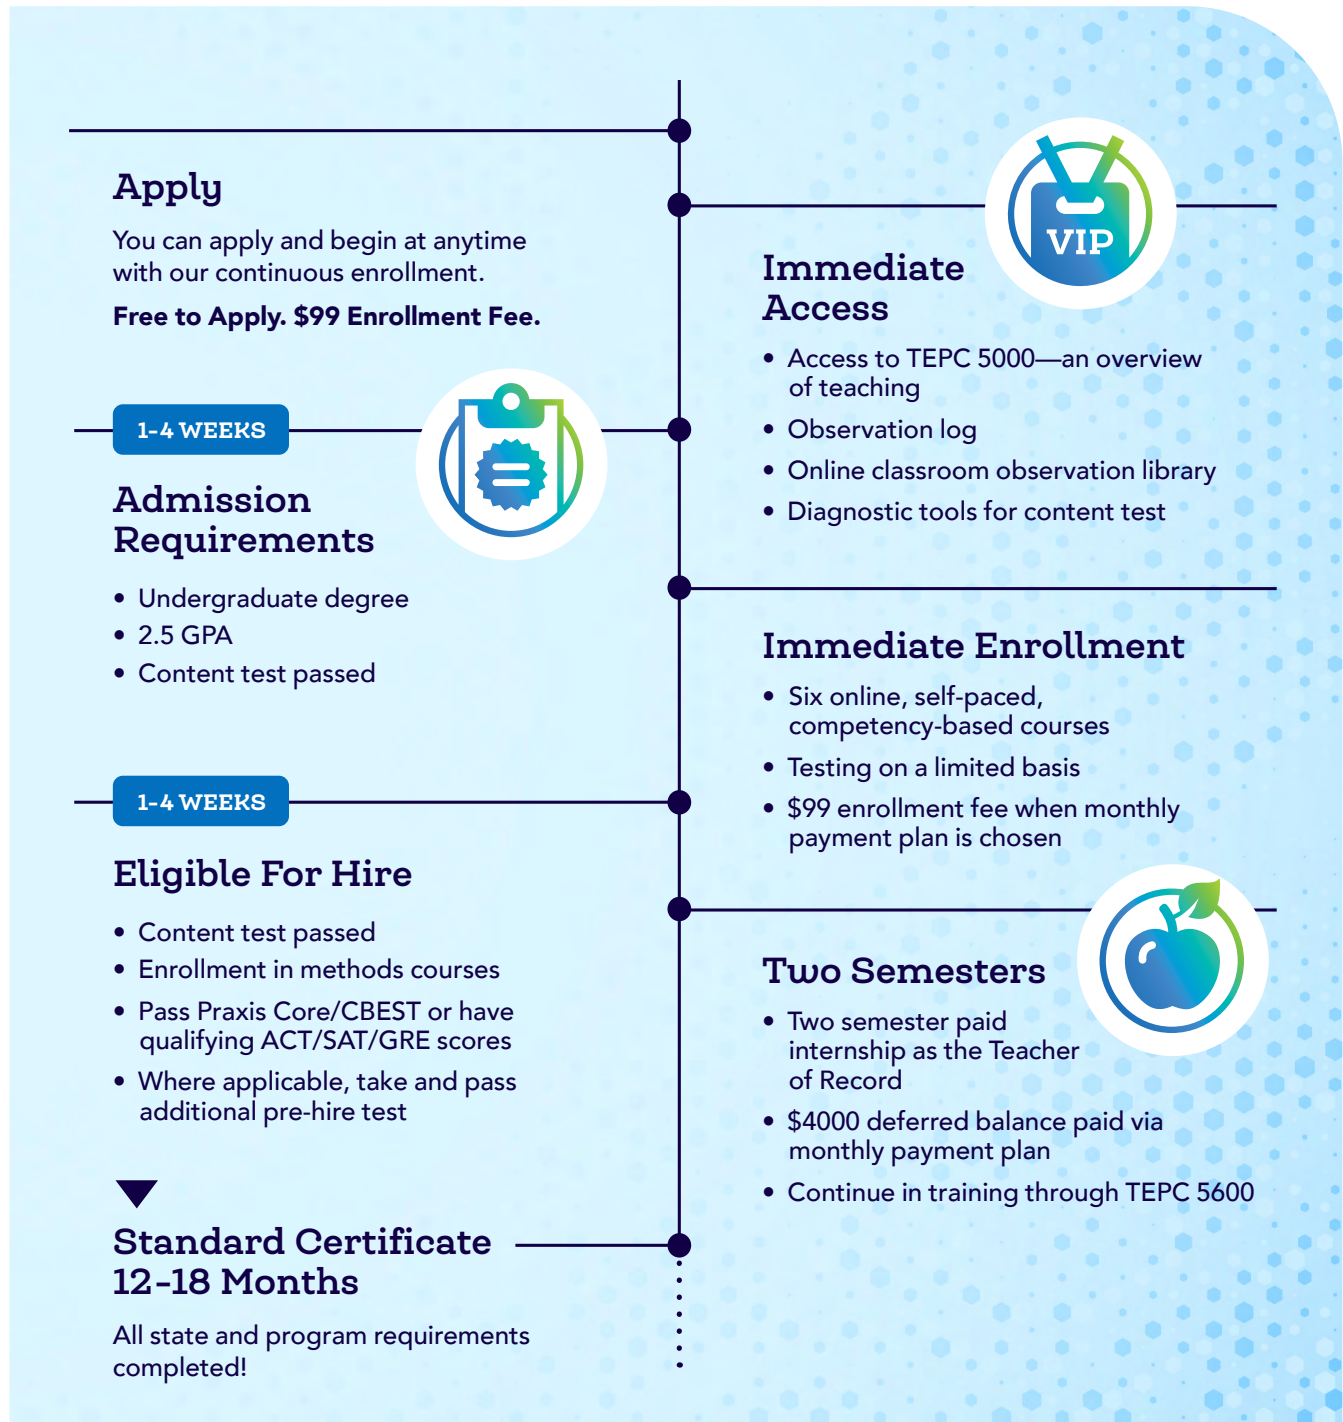 Apply
You can apply and begin at anytime
with our continuous enrollment.
Free to Apply. $99 Enrollment Fee.
VIP
Immediate
Access
• Access to TEPC 5000—an overview
of teaching
• Observation log
• Online classroom observation library
• Diagnostic tools for content test
1-4 WEEKS
Admission
Requirements
• Undergraduate degree
• 2.5 GPA
• Content test passed
Immediate Enrollment
• Six online, self-paced,
competency-based courses
• Testing on a limited basis
• $99 enrollment fee when monthly
payment plan is chosen
1-4 WEEKS
Eligible For Hire
• Content test passed
• Enrollment in methods courses
• Pass Praxis Core/CBEST or have
qualifying ACT/SAT/GRE scores
• Where applicable, take and pass
additional pre-hire test
Two Semesters
• Two semester paid
internship as the Teacher
of Record
• $4000 deferred balance paid via
monthly payment plan
• Continue in training through TEPC 5600
Standard Certificate
12-18 Months
All state and program requirements
completed!